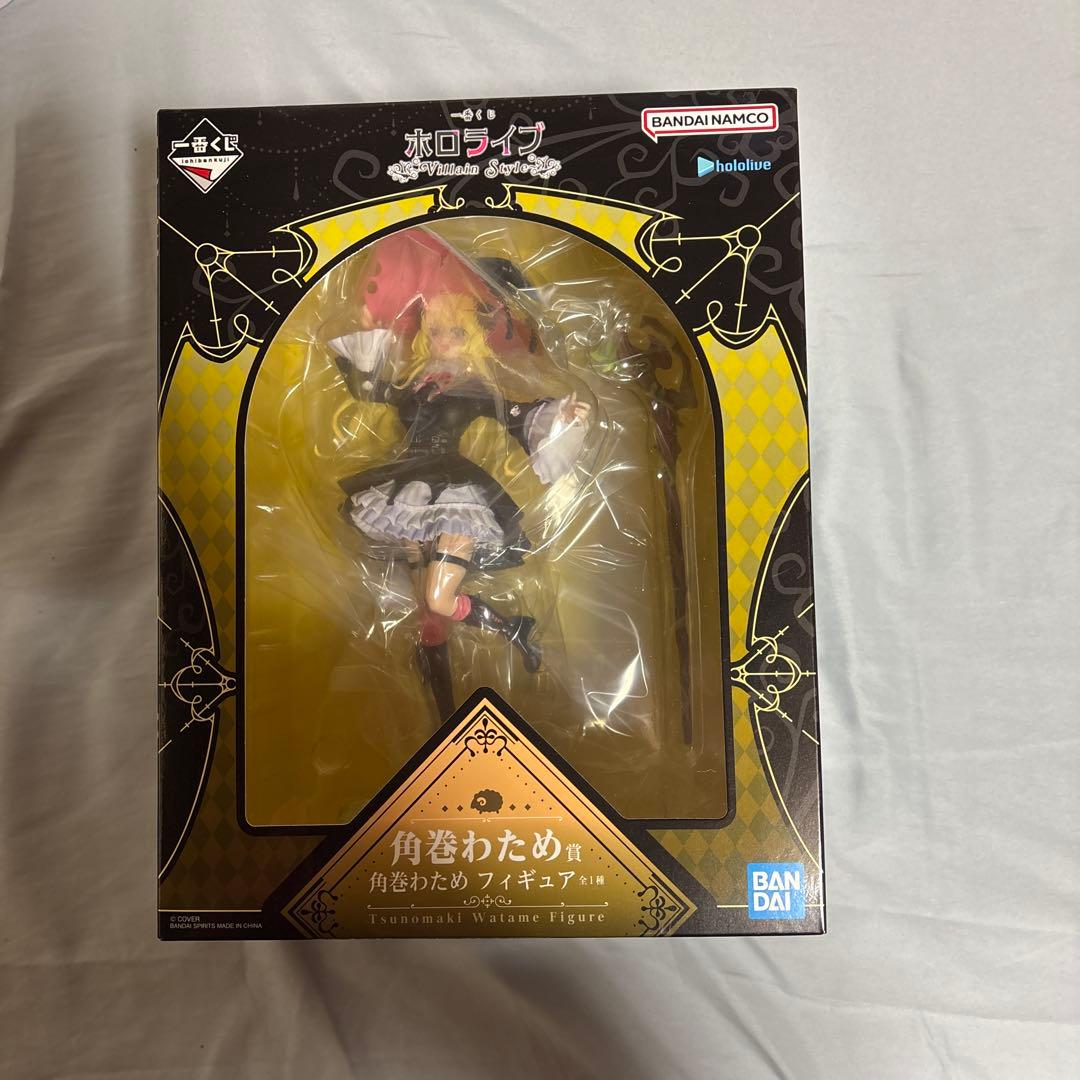 一番くじ
ichibankuji
一番くじ
ホロライブ
Villain Style
BANDAI NAMCO
hololive
角巻わため賞
角巻わため フィギュア 全1種
Tsunomaki Watame Figure
BAN
DAI
© COVER
BANDAI SPIRITS MADE IN CHINA